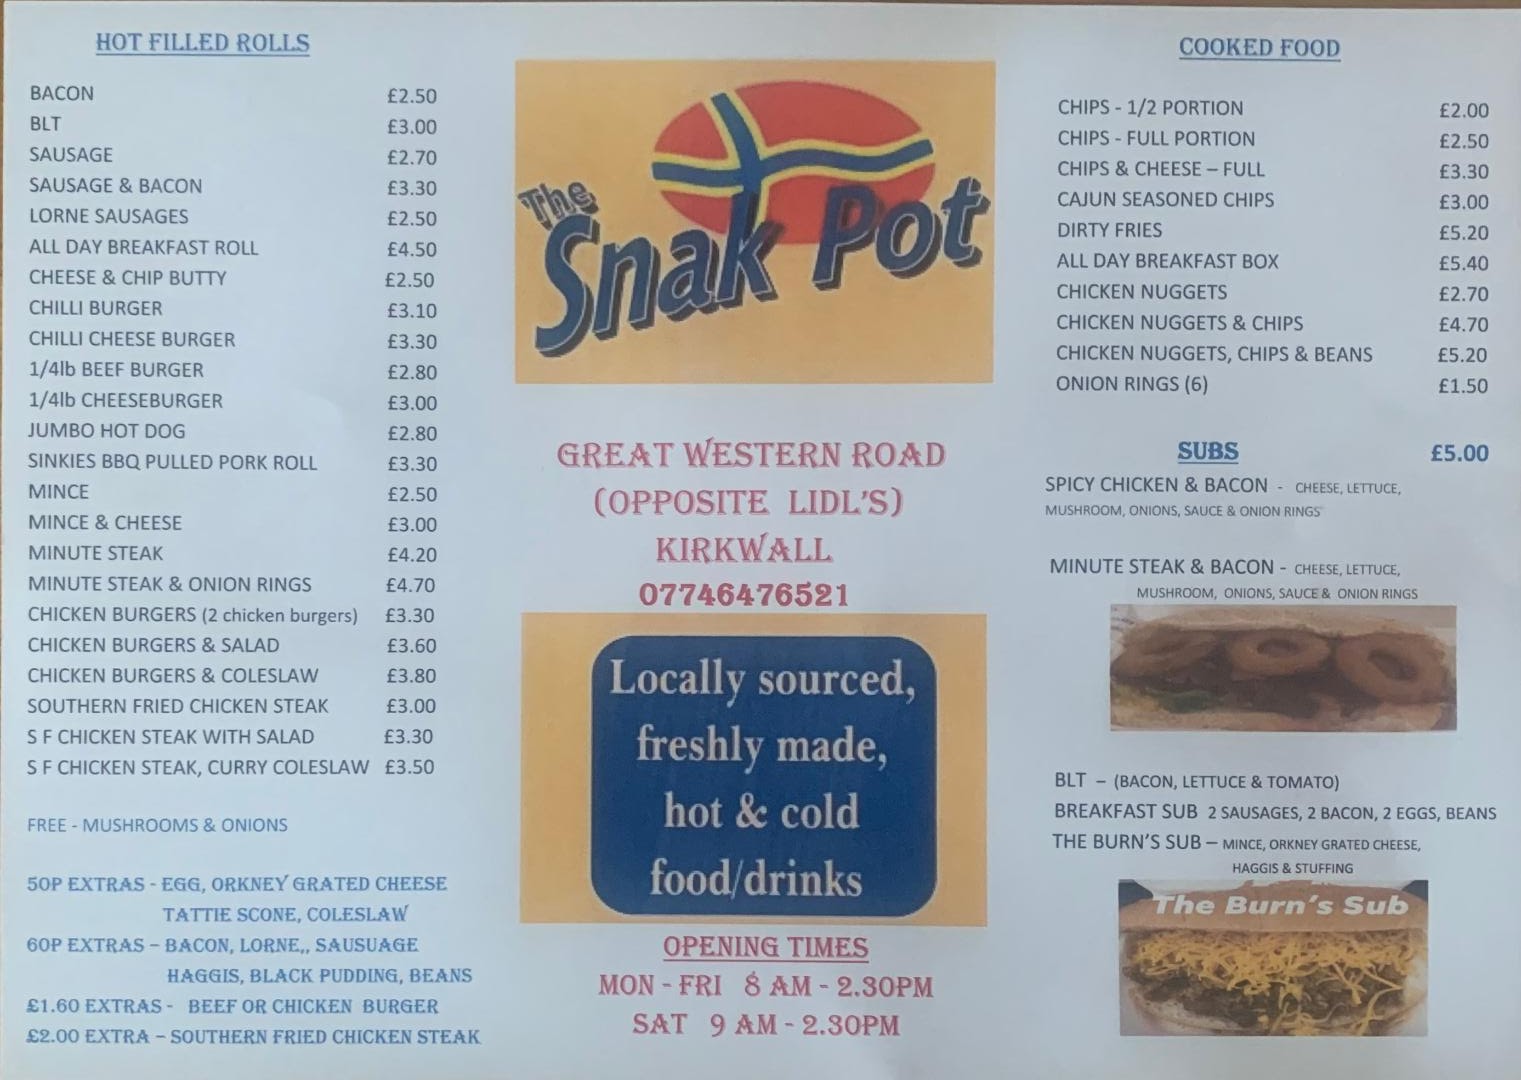 HOT FILLED ROLLS
BACON £2.50
BLT £3.00
SAUSAGE £2.70
SAUSAGE & BACON £3.30
LORNE SAUSAGES £2.50
ALL DAY BREAKFAST ROLL £4.50
CHEESE & CHIP BUTTY £2.50
CHILLI BURGER £3.10
CHILLI CHEESE BURGER £3.30
1/4lb BEEF BURGER £2.80
1/4lb CHEESEBURGER £3.00
JUMBO HOT DOG £2.80
SINKIES BBQ PULLED PORK ROLL £3.30
MINCE £2.50
MINCE & CHEESE £3.00
MINUTE STEAK £4.20
MINUTE STEAK & ONION RINGS £4.70
CHICKEN BURGERS (2 chicken burgers) £3.30
CHICKEN BURGERS & SALAD £3.60
CHICKEN BURGERS & COLESLAW £3.80
SOUTHERN FRIED CHICKEN STEAK £3.00
S F CHICKEN STEAK WITH SALAD £3.30
S F CHICKEN STEAK, CURRY COLESLAW £3.50
FREE - MUSHROOMS & ONIONS
50P EXTRAS - EGG, ORKNEY GRATED CHEESE
TATTIE SCONE, COLESLAW
60P EXTRAS – BACON, LORNE,, SAUSUAGE
HAGGIS, BLACK PUDDING, BEANS
£1.60 EXTRAS - BEEF OR CHICKEN BURGER
£2.00 EXTRA – SOUTHERN FRIED CHICKEN STEAK
The
Snak Pot
GREAT WESTERN ROAD
(OPPOSITE LIDL'S)
KIRKWALL
07746476521
Locally sourced,
freshly made,
hot & cold
food/drinks
OPENING TIMES
MON - FRI 8 AM - 2.30PM
SAT 9 AM - 2.30PM
COOKED FOOD
CHIPS - 1/2 PORTION £2.00
CHIPS - FULL PORTION £2.50
CHIPS & CHEESE – FULL £3.30
CAJUN SEASONED CHIPS £3.00
DIRTY FRIES £5.20
ALL DAY BREAKFAST BOX £5.40
CHICKEN NUGGETS £2.70
CHICKEN NUGGETS & CHIPS £4.70
CHICKEN NUGGETS, CHIPS & BEANS £5.20
ONION RINGS (6) £1.50
SUBS £5.00
SPICY CHICKEN & BACON - CHEESE, LETTUCE,
MUSHROOM, ONIONS, SAUCE & ONION RINGS
MINUTE STEAK & BACON - CHEESE, LETTUCE,
MUSHROOM, ONIONS, SAUCE & ONION RINGS
BLT – (BACON, LETTUCE & TOMATO)
BREAKFAST SUB 2 SAUSAGES, 2 BACON, 2 EGGS, BEANS
THE BURN'S SUB – MINCE, ORKNEY GRATED CHEESE,
HAGGIS & STUFFING
The Burn's Sub